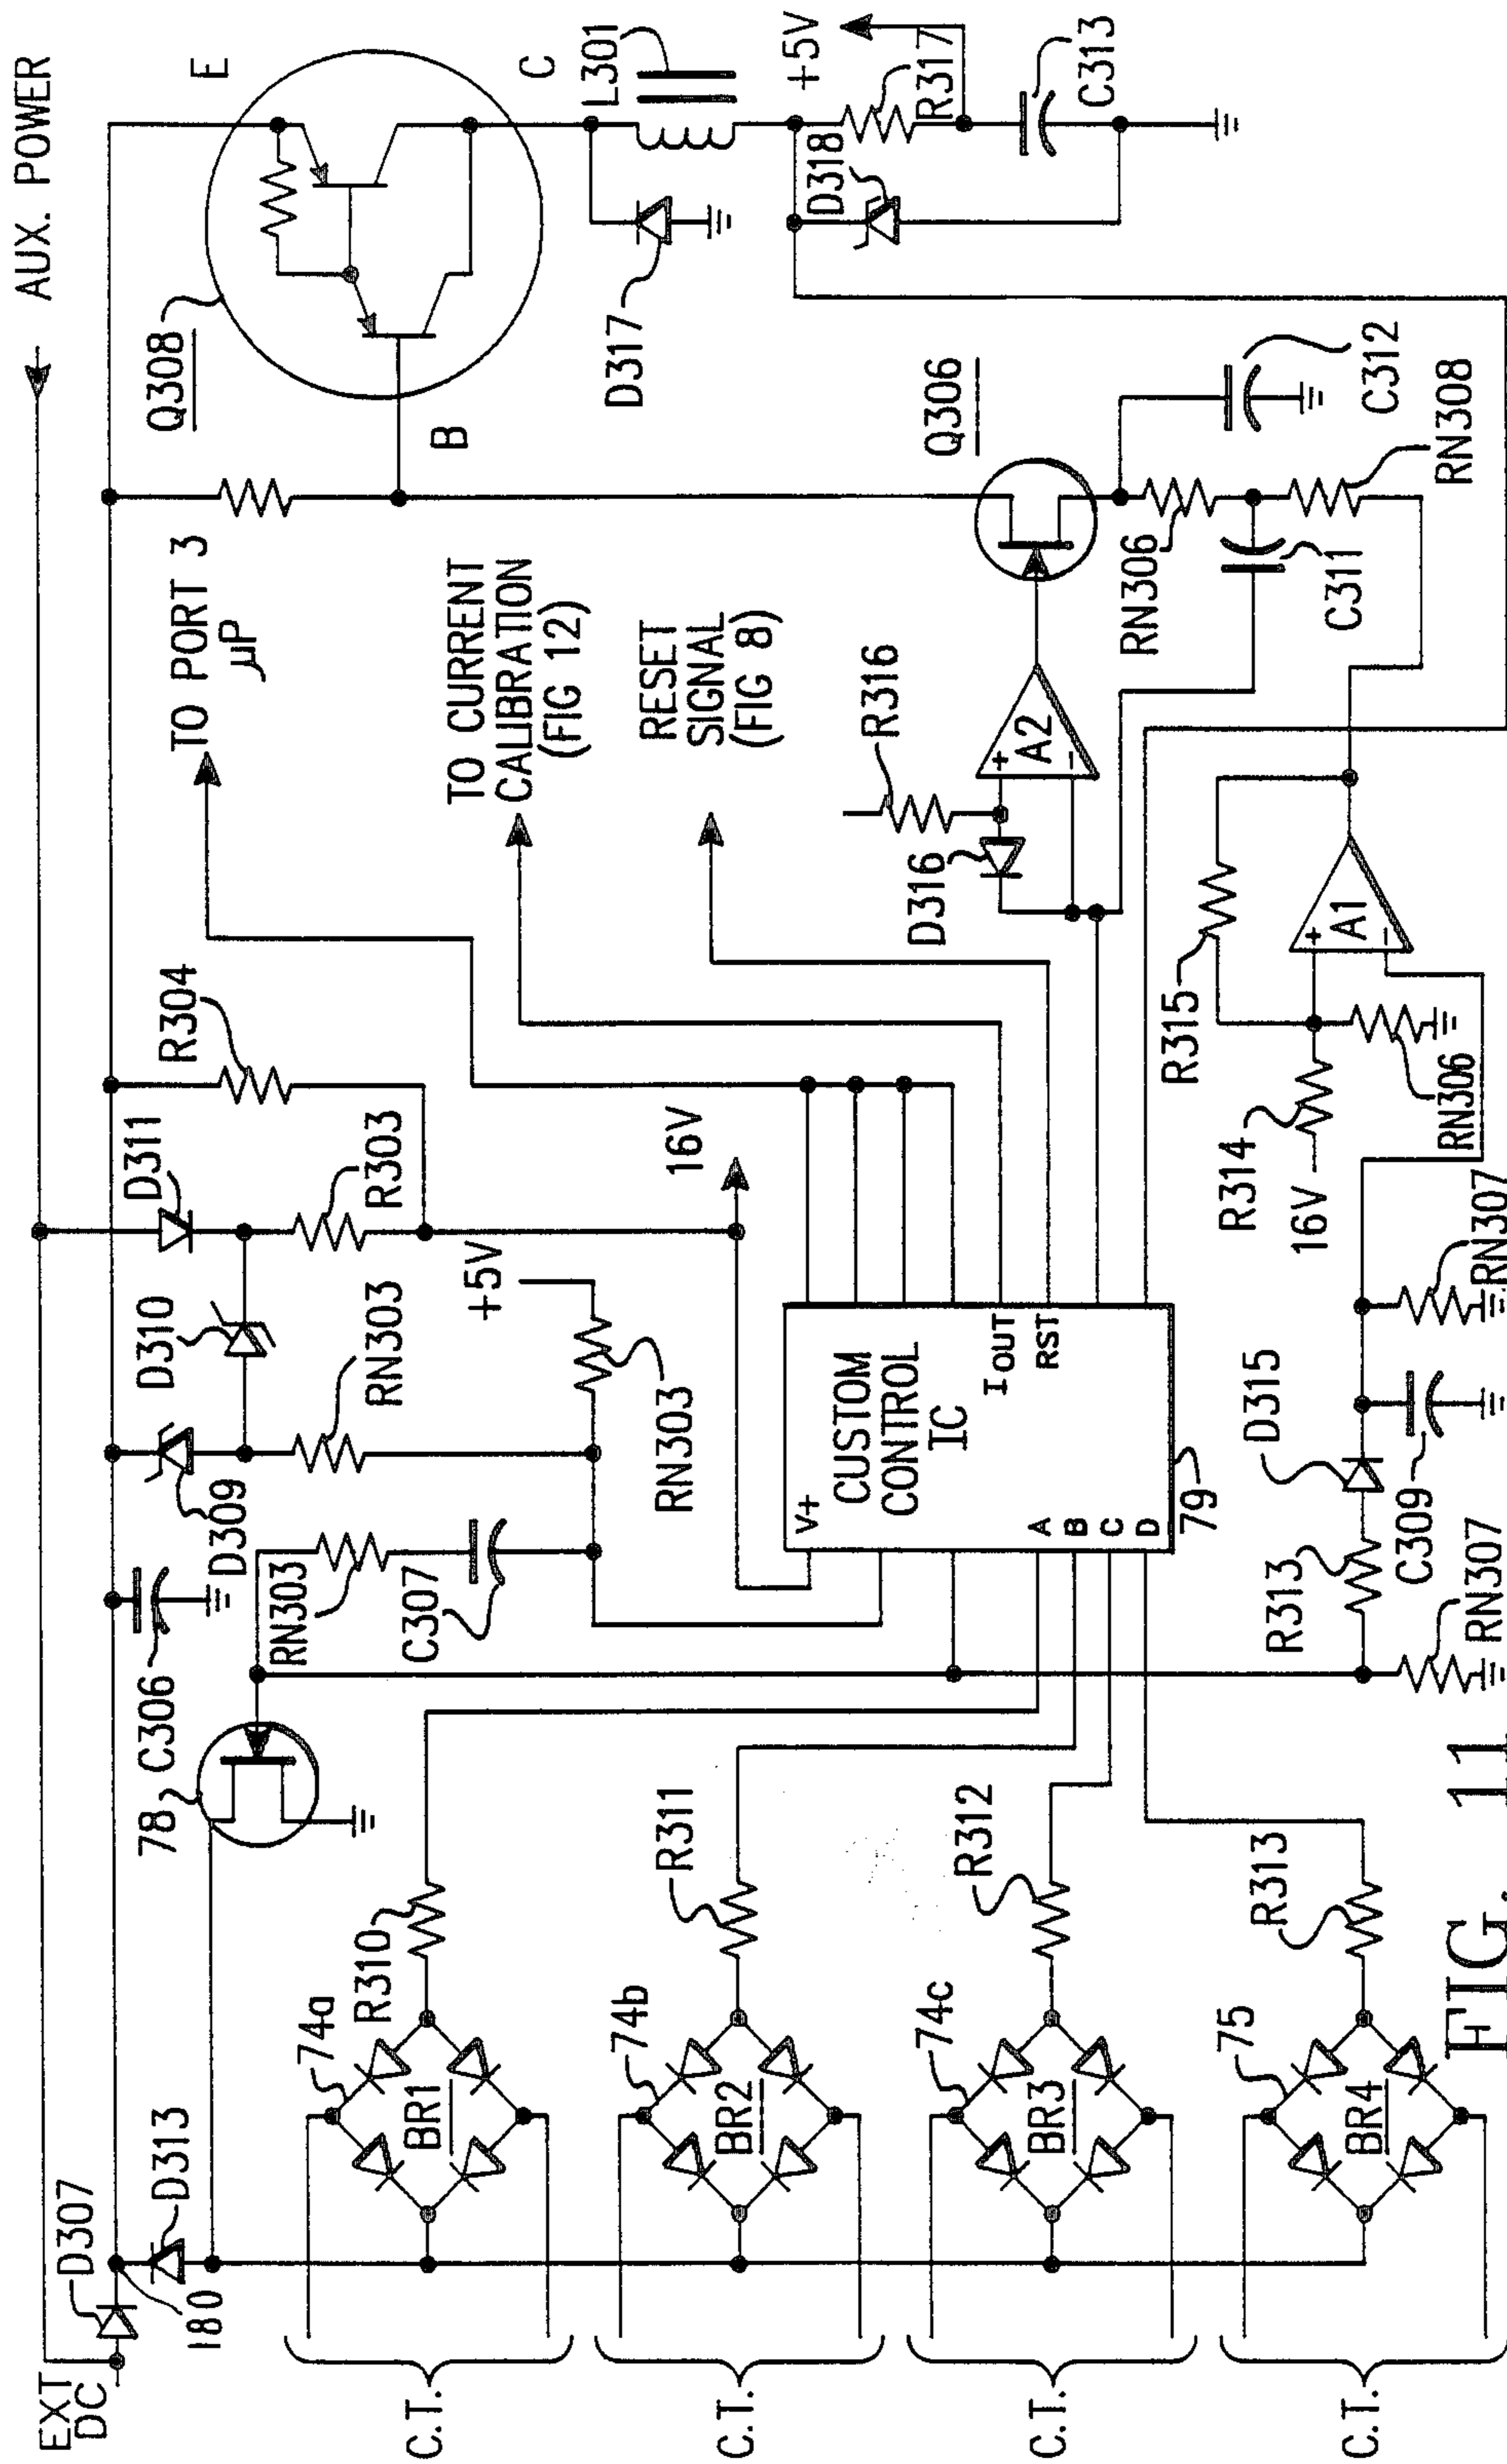 AUX. POWER
E
Q308
B
C
L301
D317
+5V
R317
D318
C313
TO PORT 3
μP
TO CURRENT
CALIBRATION
(FIG 12)
RESET
SIGNAL
(FIG 8)
Q306
C312
RN306
RN308
C311
R316
D316
+
A2
-
R304
D311
R303
D310
RN303
D309
+5V
16V
RN303
RN303
C307
C306
78
V+
CUSTOM
CONTROL
IC
I OUT
RST
A
B
C
D
79
R315
+
A1
-
R314
16V
RN306
RN307
D315
C309
R313
RN307
EXT
DC
D307
D313
180
R310
74a
BR1
C.T.
R311
74b
BR2
C.T.
R312
74c
BR3
C.T.
R313
75
BR4
C.T.
FIG. 11